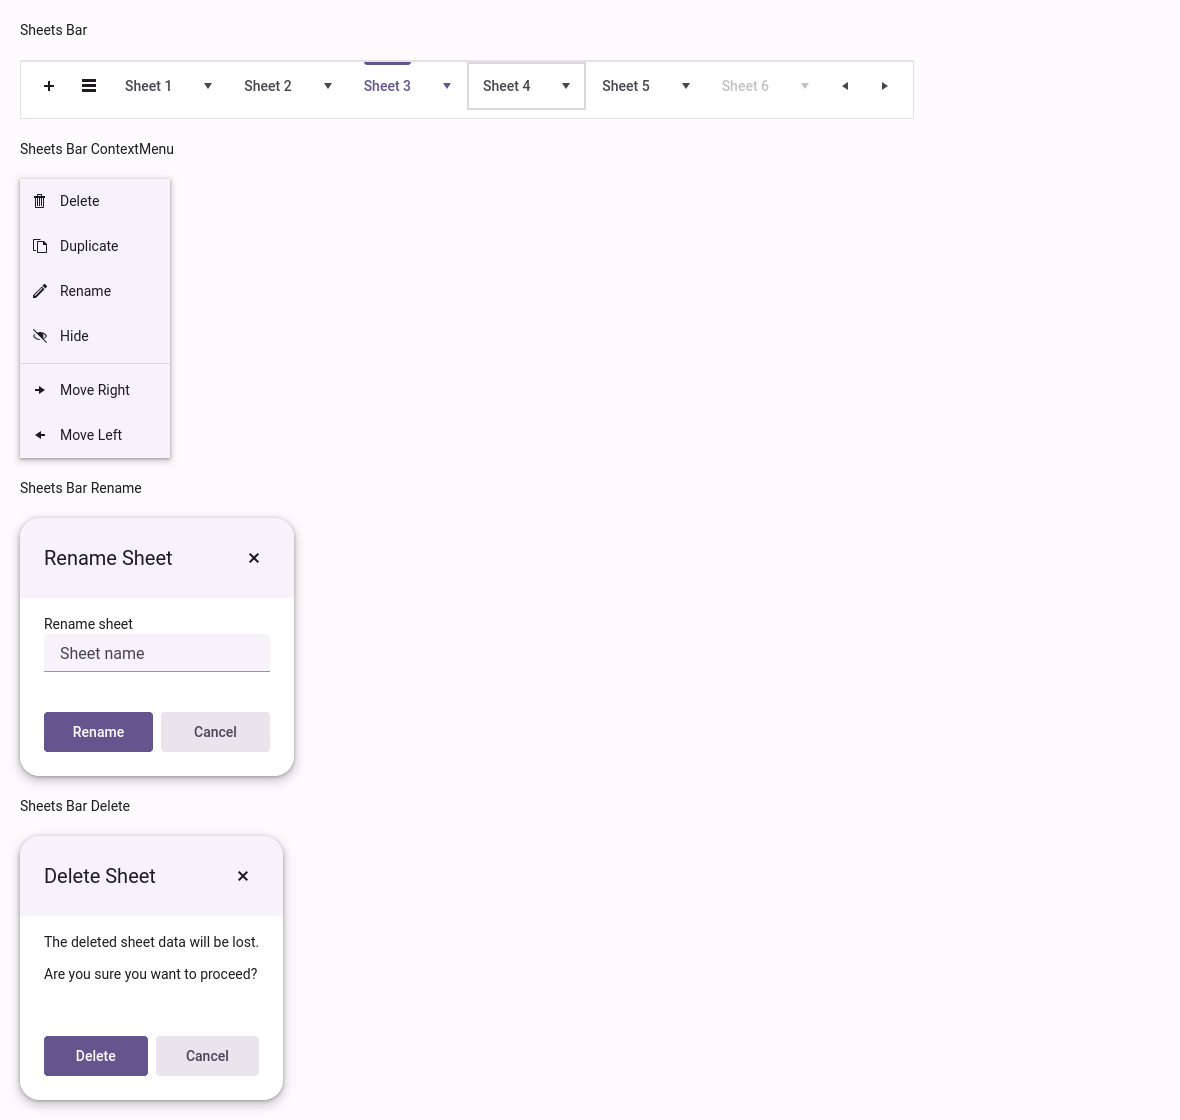 Sheets Bar
Sheet 1 Sheet 2 Sheet 3 Sheet 4 Sheet 5 Sheet 6
Sheets Bar ContextMenu
Delete
Duplicate
Rename
Hide
Move Right
Move Left
Sheets Bar Rename
Rename Sheet
Rename sheet
Sheet name
Rename Cancel
Sheets Bar Delete
Delete Sheet
The deleted sheet data will be lost.
Are you sure you want to proceed?
Delete Cancel